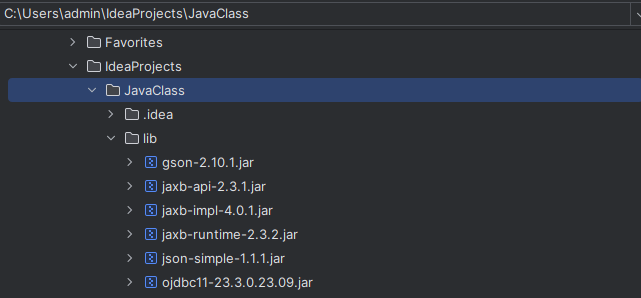 C:\Users\admin\IdeaProjects\JavaClass
Favorites
IdeaProjects
JavaClass
.idea
lib
gson-2.10.1.jar
jaxb-api-2.3.1.jar
jaxb-impl-4.0.1.jar
jaxb-runtime-2.3.2.jar
json-simple-1.1.1.jar
ojdbc11-23.3.0.23.09.jar